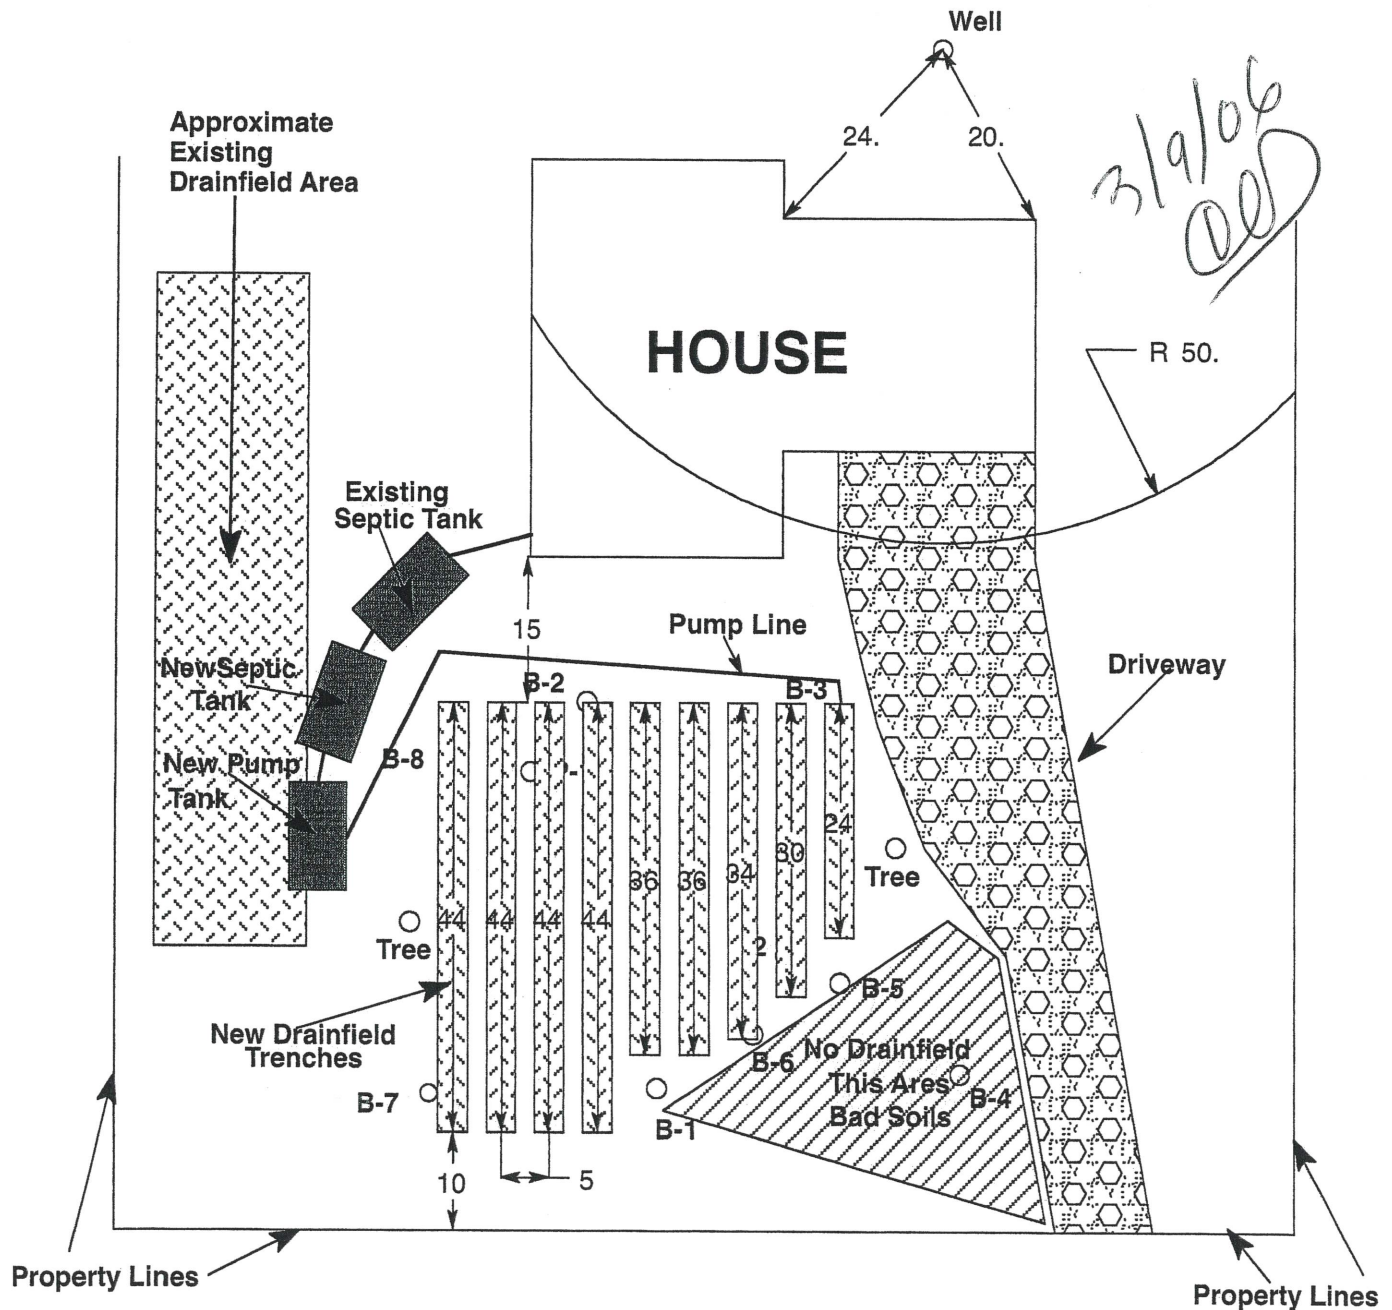 Well
24.
20.
3/9/06
Approximate
Existing
Drainfield Area
HOUSE
R 50.
Existing
Septic Tank
15
Pump Line
Driveway
NewSeptic
Tank
B-2
B-3
New Pump
Tank
B-8
24
Tree
30
34
36
36
44
44
44
44
Tree
2
B-5
New Drainfield
Trenches
No Drainfield
This Ares
Bad Soils
B-6
B-4
B-7
B-1
10
5
Property Lines
Property Lines